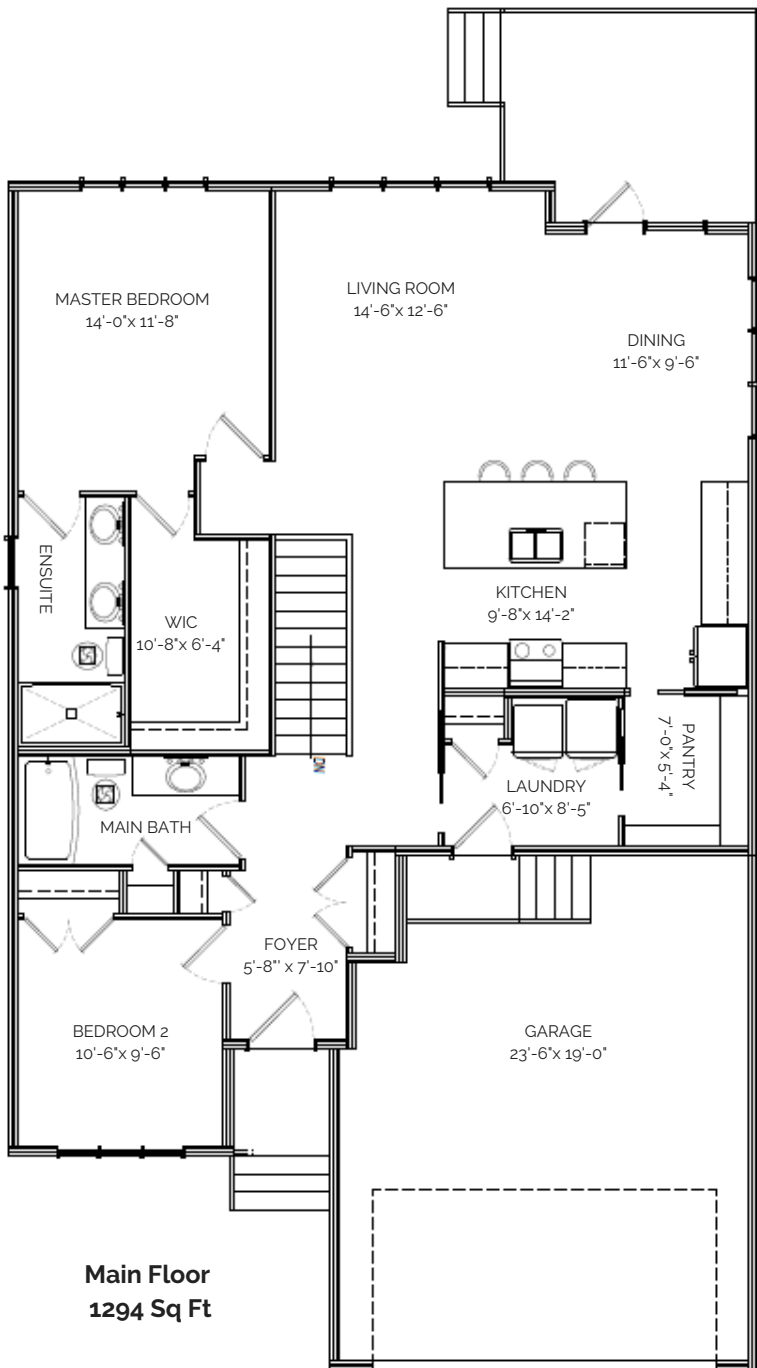 MASTER BEDROOM
14'-0"x 11'-8"
LIVING ROOM
14'-6"x 12'-6"
DINING
11'-6"x 9'-6"
ENSUITE
WIC
10'-8"x 6'-4"
KITCHEN
9'-8"x 14'-2"
PANTRY
7'-0"x 5'-4"
DN
LAUNDRY
6'-10"x 8'-5"
MAIN BATH
FOYER
5'-8"' x 7'-10"
BEDROOM 2
10'-6"x 9'-6"
GARAGE
23'-6"x 19'-0"
Main Floor
1294 Sq Ft